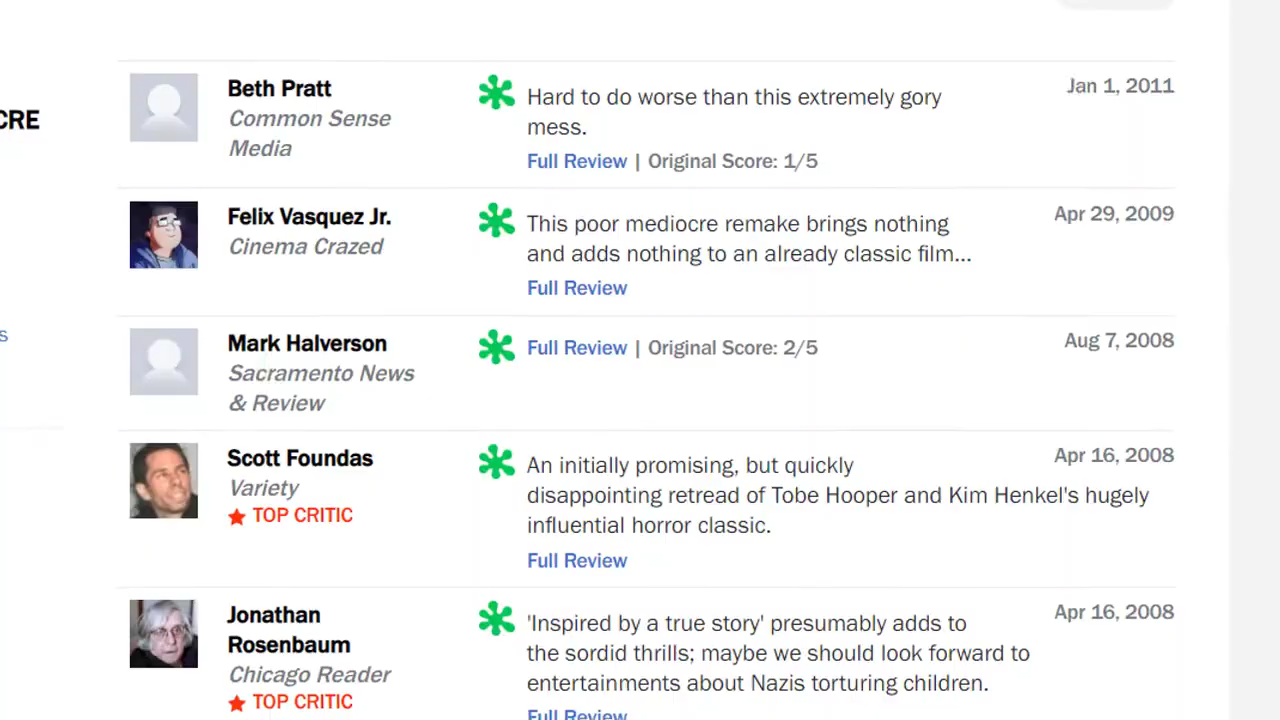 CRE
s
Beth Pratt
Common Sense
Media
Hard to do worse than this extremely gory
mess.
Full Review | Original Score: 1/5
Jan 1, 2011
Felix Vasquez Jr.
Cinema Crazed
This poor mediocre remake brings nothing
and adds nothing to an already classic film...
Full Review
Apr 29, 2009
Mark Halverson
Sacramento News
& Review
Full Review | Original Score: 2/5
Aug 7, 2008
Scott Foundas
Variety
TOP CRITIC
An initially promising, but quickly
disappointing retread of Tobe Hooper and Kim Henkel's hugely
influential horror classic.
Full Review
Apr 16, 2008
Jonathan
Rosenbaum
Chicago Reader
TOP CRITIC
'Inspired by a true story' presumably adds to
the sordid thrills; maybe we should look forward to
entertainments about Nazis torturing children.
Full Review
Apr 16, 2008